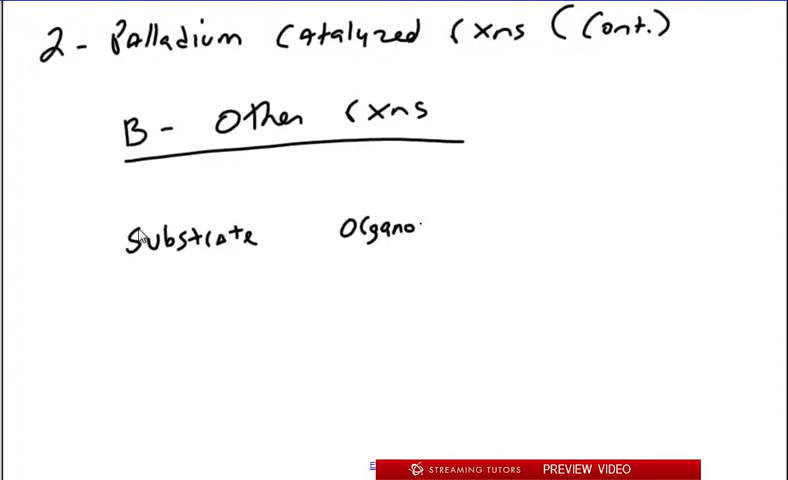 2 - Palladium Catalyzed rxns (Cont.)
B - Other rxns
Substrate Organo
E
STREAMING TUTORS PREVIEW VIDEO